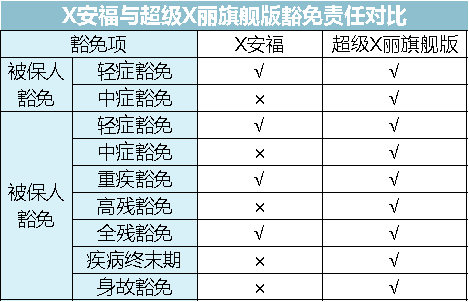 X安福与超级X丽旗舰版豁免责任对比
豁免项 X安福 超级X丽旗舰版
被保人豁免 轻症豁免 √ √
中症豁免 × √
被保人豁免 轻症豁免 √ √
中症豁免 × √
重疾豁免 √ √
高残豁免 × √
全残豁免 √ √
疾病终末期 × √
身故豁免 × √